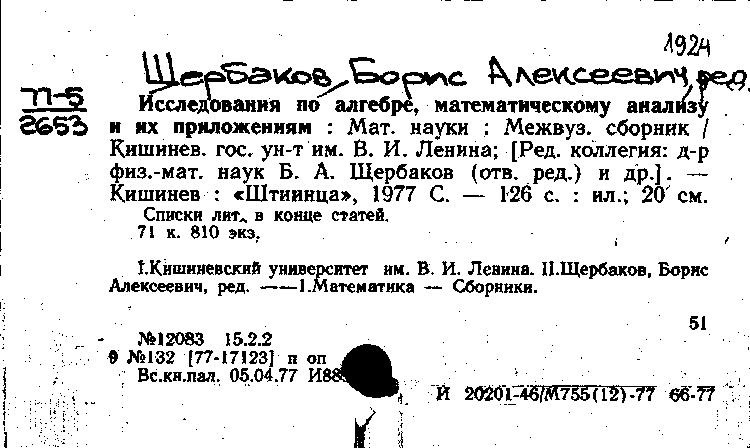 1924
Щербаков, Борис Алексеевич, ред.
77-5
2653
Исследования по алгебре, математическому анализу
и их приложениям : Мат. науки : Межвуз. сборник /
Кишинев. гос. ун-т им. В. И. Ленина; [Ред. коллегия: д-р
физ.-мат. наук Б. А. Щербаков (отв. ред.) и др.]. —
Кишинев : «Штиинца», 1977 С. — 126 с. : ил.; 20 см.
Списки лит. в конце статей.
71 к. 810 экз.
I.Кишиневский университет им. В. И. Ленина. II.Щербаков, Борис
Алексеевич, ред. ——1.Математика — Сборники.
51
№12083 15.2.2
№132 [77-17123] п оп
Вс.кн.пал. 05.04.77 И88
И 20201-46/М755(12)-77 66-77